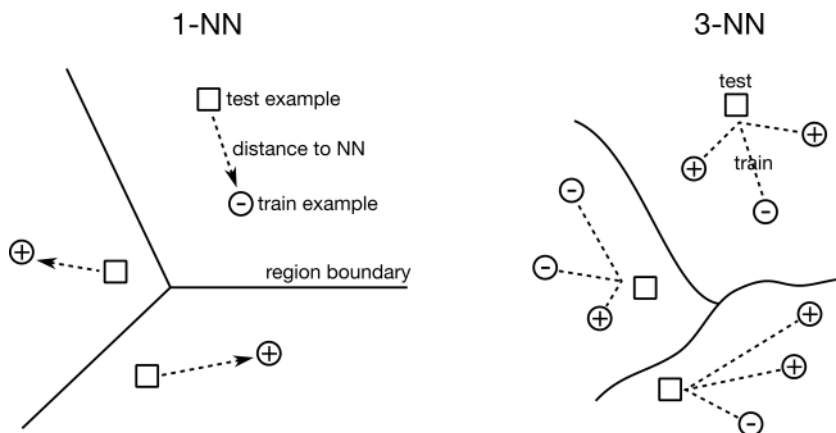 1-NN
test example
distance to NN
−
train example
+
region boundary
+
3-NN
test
+
+
train
−
−
−
+
+
+
−